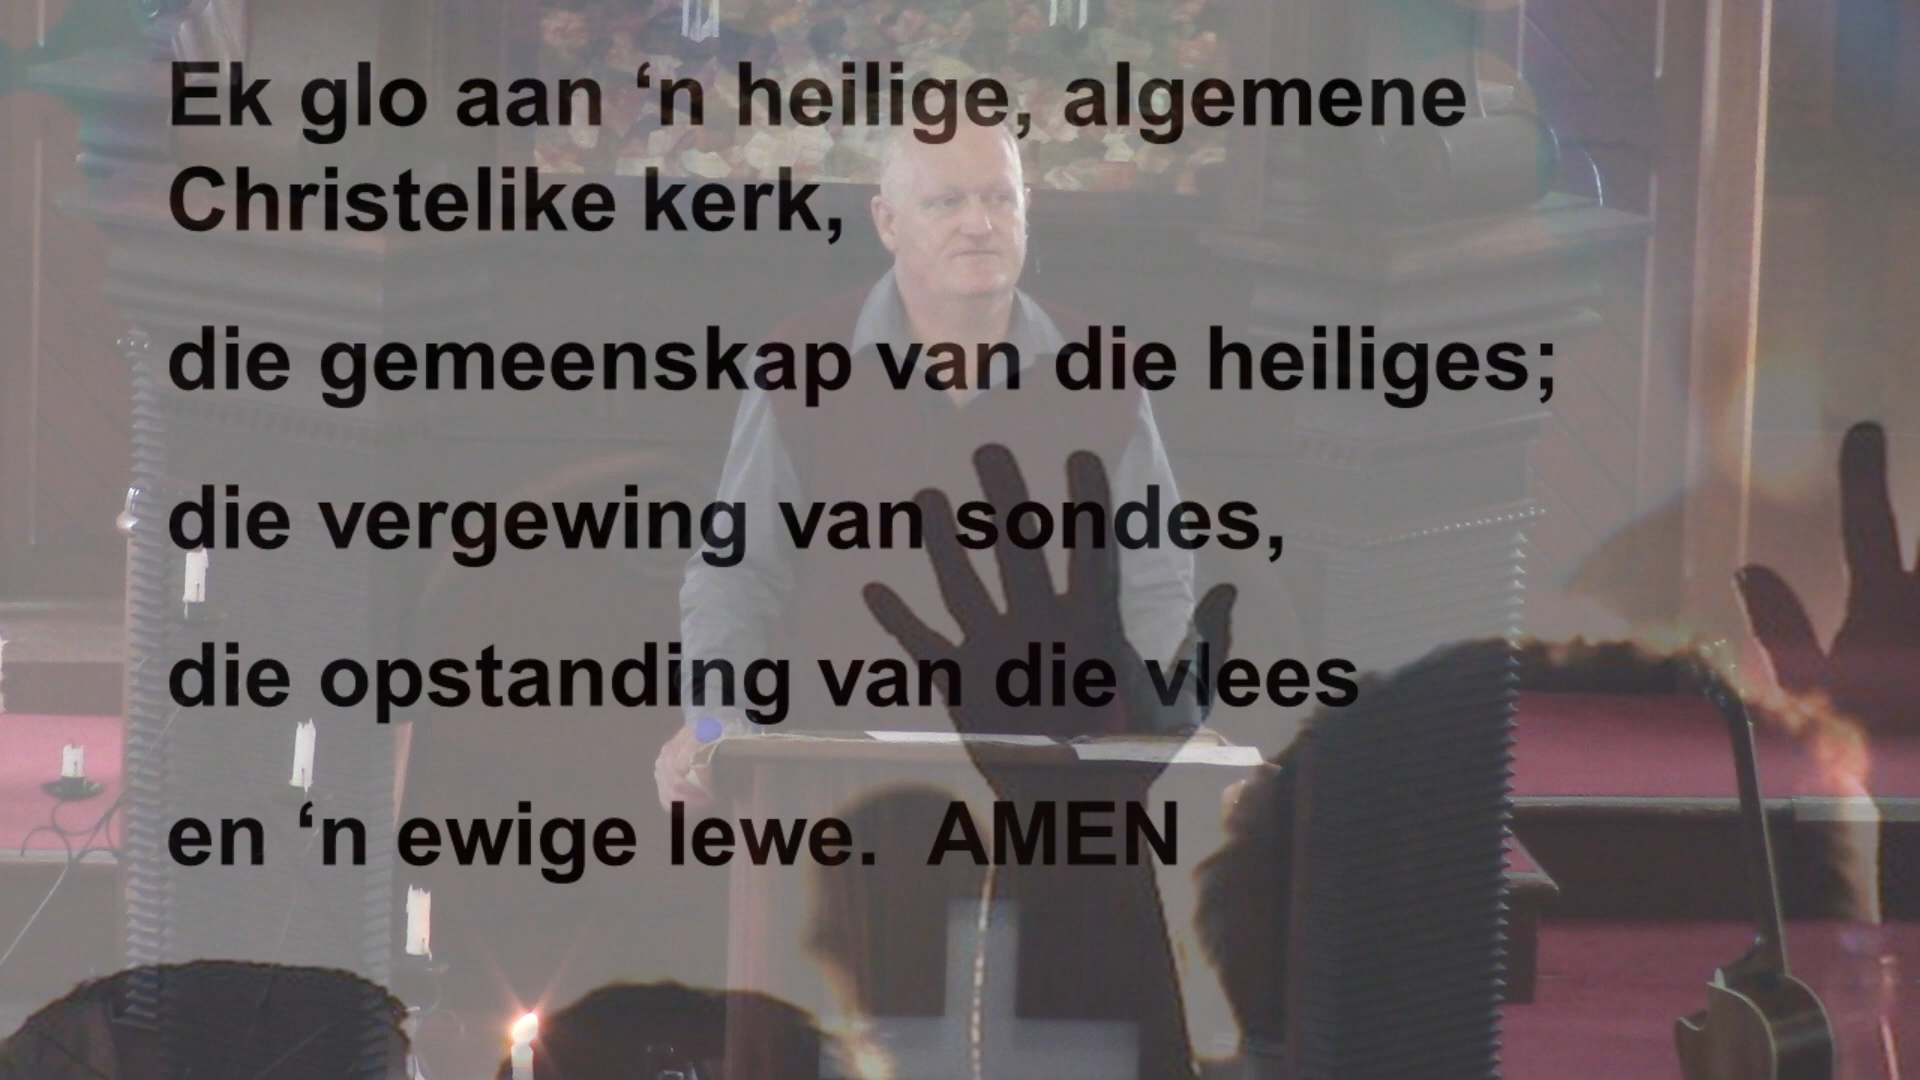 Ek glo aan ‘n heilige, algemene
Christelike kerk,
die gemeenskap van die heiliges;
die vergewing van sondes,
die opstanding van die vlees
en ‘n ewige lewe. AMEN